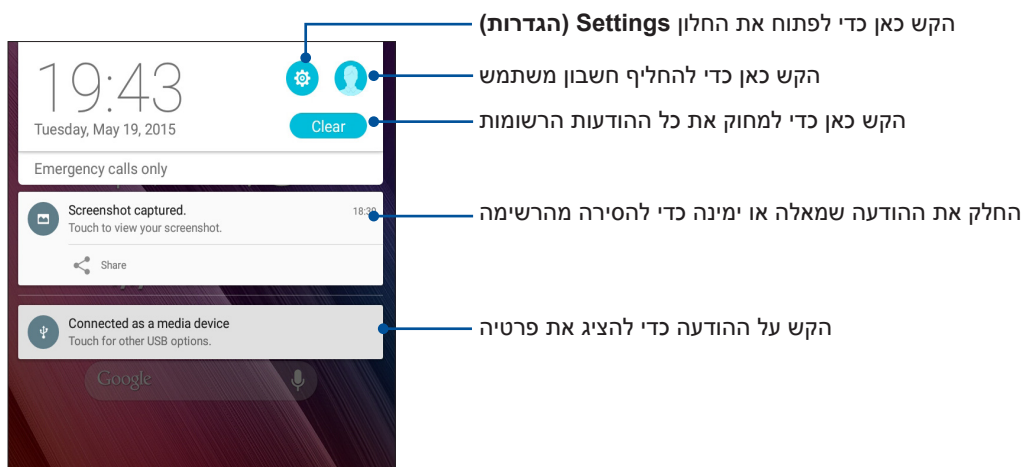 הקש כאן כדי לפתוח את החלון Settings (הגדרות)
הקש כאן כדי להחליף חשבון משתמש
הקש כאן כדי למחוק את כל ההודעות הרשומות
החלק את ההודעה שמאלה או ימינה כדי להסירה מהרשימה
הקש על ההודעה כדי להציג את פרטיה
19:43
Tuesday, May 19, 2015
Clear
Emergency calls only
Screenshot captured.
Touch to view your screenshot.
Share
Connected as a media device
Touch for other USB options.
Google